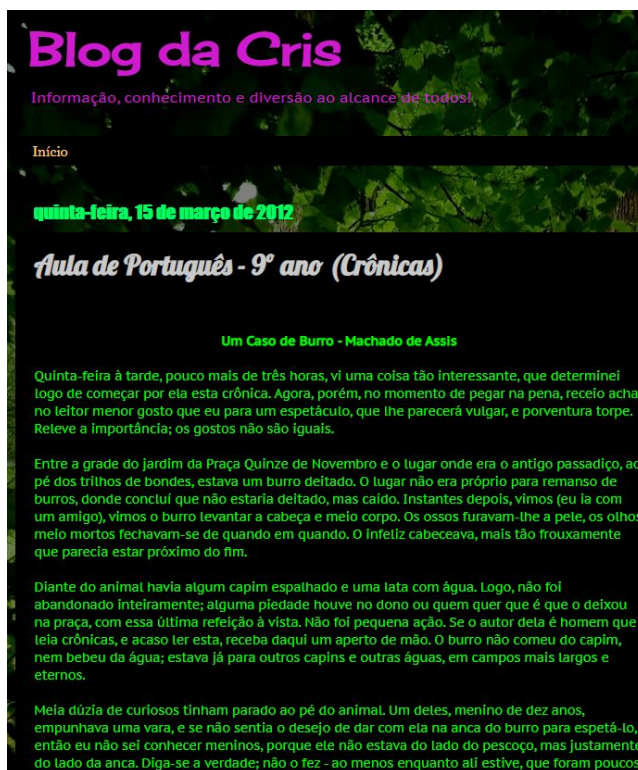 Blog da Cris
Informação, conhecimento e diversão ao alcance de todos!
Início
quinta-feira, 15 de março de 2012
Aula de Português - 9º ano (Crônicas)
Um Caso de Burro - Machado de Assis
Quinta-feira à tarde, pouco mais de três horas, vi uma coisa tão interessante, que determinei
logo de começar por ela esta crônica. Agora, porém, no momento de pegar na pena, receio acha
no leitor menor gosto que eu para um espetáculo, que lhe parecerá vulgar, e porventura torpe.
Releve a importância; os gostos não são iguais.
Entre a grade do jardim da Praça Quinze de Novembro e o lugar onde era o antigo passadiço, ao
pé dos trilhos de bondes, estava um burro deitado. O lugar não era próprio para remanso de
burros, donde concluí que não estaria deitado, mas caído. Instantes depois, vimos (eu ia com
um amigo), vimos o burro levantar a cabeça e meio corpo. Os ossos furavam-lhe a pele, os olhos
meio mortos fechavam-se de quando em quando. O infeliz cabeceava, mais tão frouxamente
que parecia estar próximo do fim.
Diante do animal havia algum capim espalhado e uma lata com água. Logo, não foi
abandonado inteiramente; alguma piedade houve no dono ou quem quer que é que o deixou
na praça, com essa última refeição à vista. Não foi pequena ação. Se o autor dela é homem que
leia crônicas, e acaso ler esta, receba daqui um aperto de mão. O burro não comeu do capim,
nem bebeu da água; estava já para outros capins e outras águas, em campos mais largos e
eternos.
Meia dúzia de curiosos tinham parado ao pé do animal. Um deles, menino de dez anos,
empunhava uma vara, e se não sentia o desejo de dar com ela na anca do burro para espetá-lo,
então eu não sei conhecer meninos, porque ele não estava do lado do pescoço, mas justamente
do lado da anca. Diga-se a verdade; não o fez - ao menos enquanto ali estive, que foram poucos